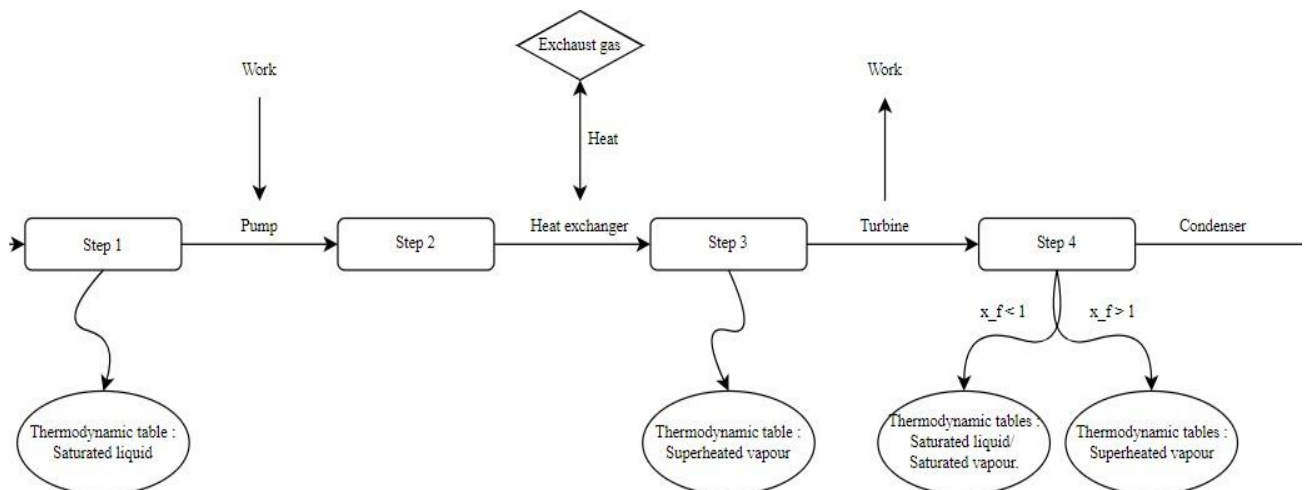 Exchaust gas
Work
Work
Heat
Pump
Heat exchanger
Turbine
Condenser
Step 1
Step 2
Step 3
Step 4
x_f < 1
x_f > 1
Thermodynamic table :
Saturated liquid
Thermodynamic table :
Superheated vapour
Thermodynamic tables :
Saturated liquid/
Saturated vapour.
Thermodynamic tables :
Superheated vapour